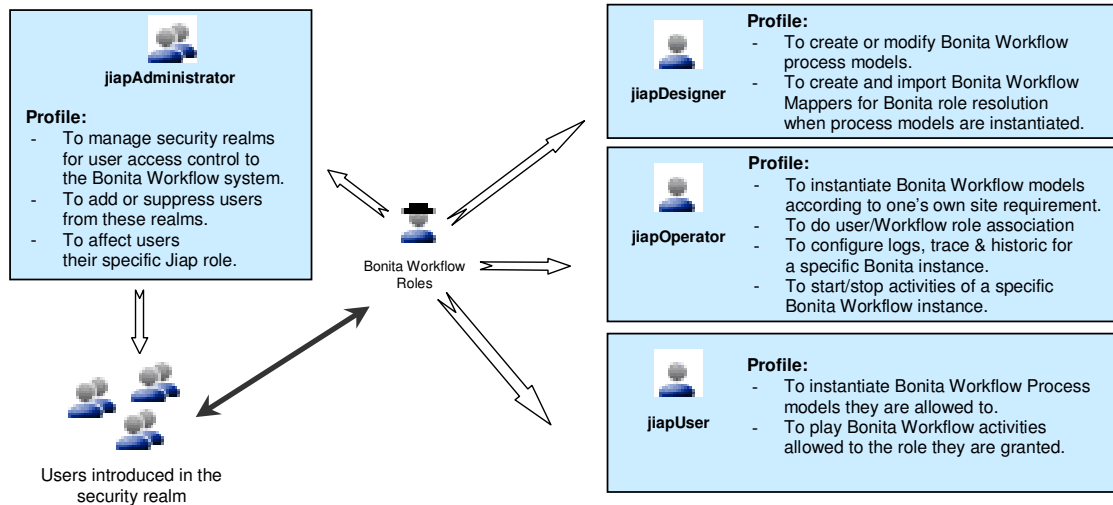 jiapAdministrator
Profile:
- To manage security realms
for user access control to
the Bonita Workflow system.
- To add or suppress users
from these realms.
- To affect users
their specific Jiap role.
Users introduced in the
security realm
Bonita Workflow
Roles
jiapDesigner
Profile:
- To create or modify Bonita Workflow
process models.
- To create and import Bonita Workflow
Mappers for Bonita role resolution
when process models are instantiated.
jiapOperator
Profile:
- To instantiate Bonita Workflow models
according to one's own site requirement.
- To do user/Workflow role association
- To configure logs, trace & historic for
a specific Bonita instance.
- To start/stop activities of a specific
Bonita Workflow instance.
jiapUser
Profile:
- To instantiate Bonita Workflow Process
models they are allowed to.
- To play Bonita Workflow activities
allowed to the role they are granted.